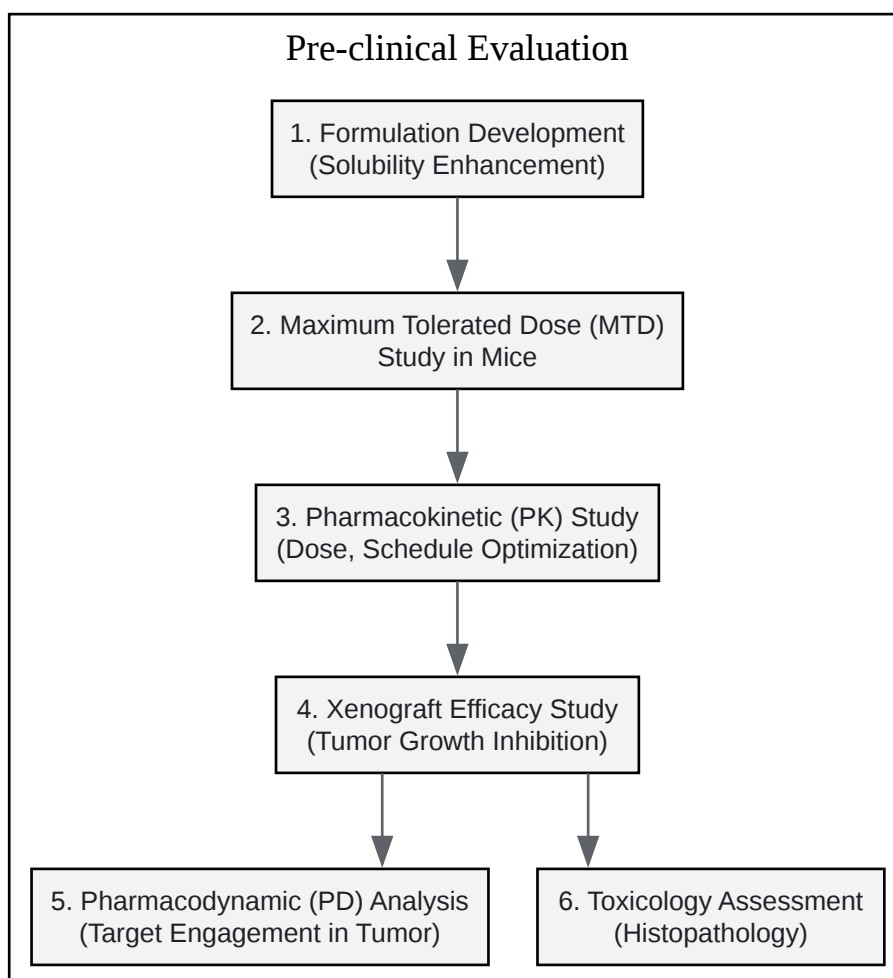 Pre-clinical Evaluation
1. Formulation Development
(Solubility Enhancement)
2. Maximum Tolerated Dose (MTD)
Study in Mice
3. Pharmacokinetic (PK) Study
(Dose, Schedule Optimization)
4. Xenograft Efficacy Study
(Tumor Growth Inhibition)
5. Pharmacodynamic (PD) Analysis
(Target Engagement in Tumor)
6. Toxicology Assessment
(Histopathology)